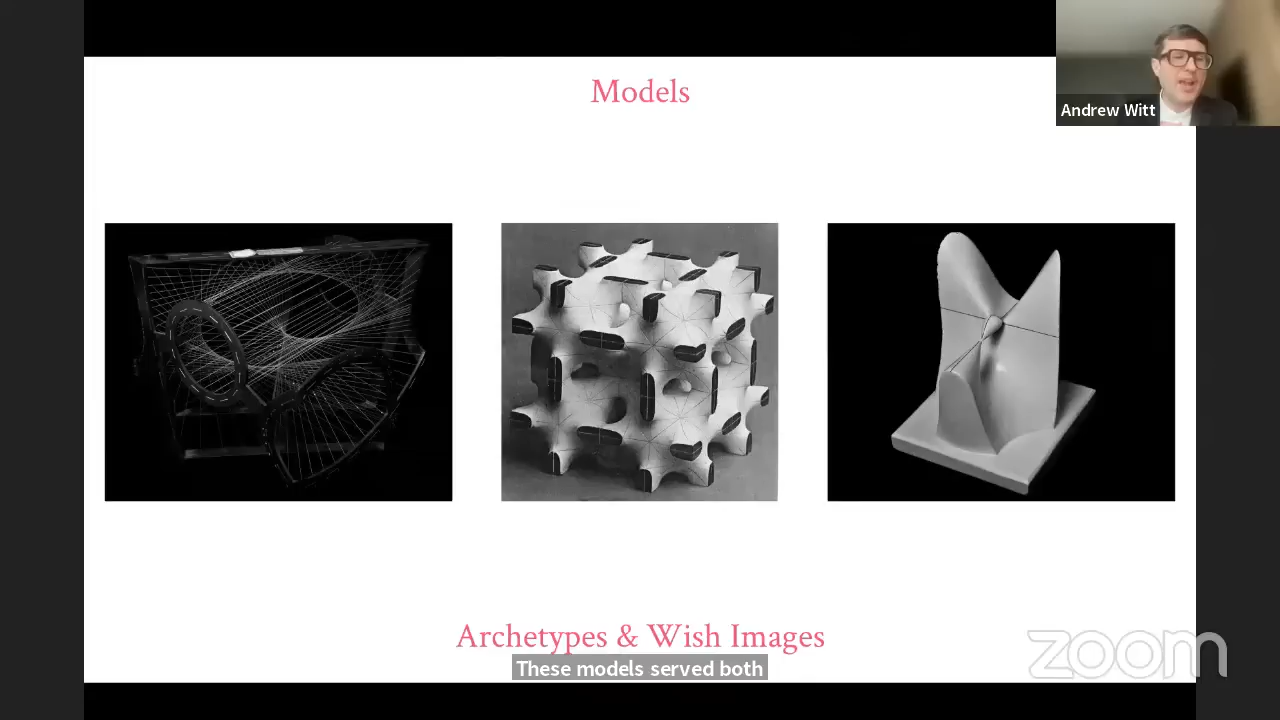 Models
Andrew Witt
Archetypes & Wish Images
These models served both
zoom